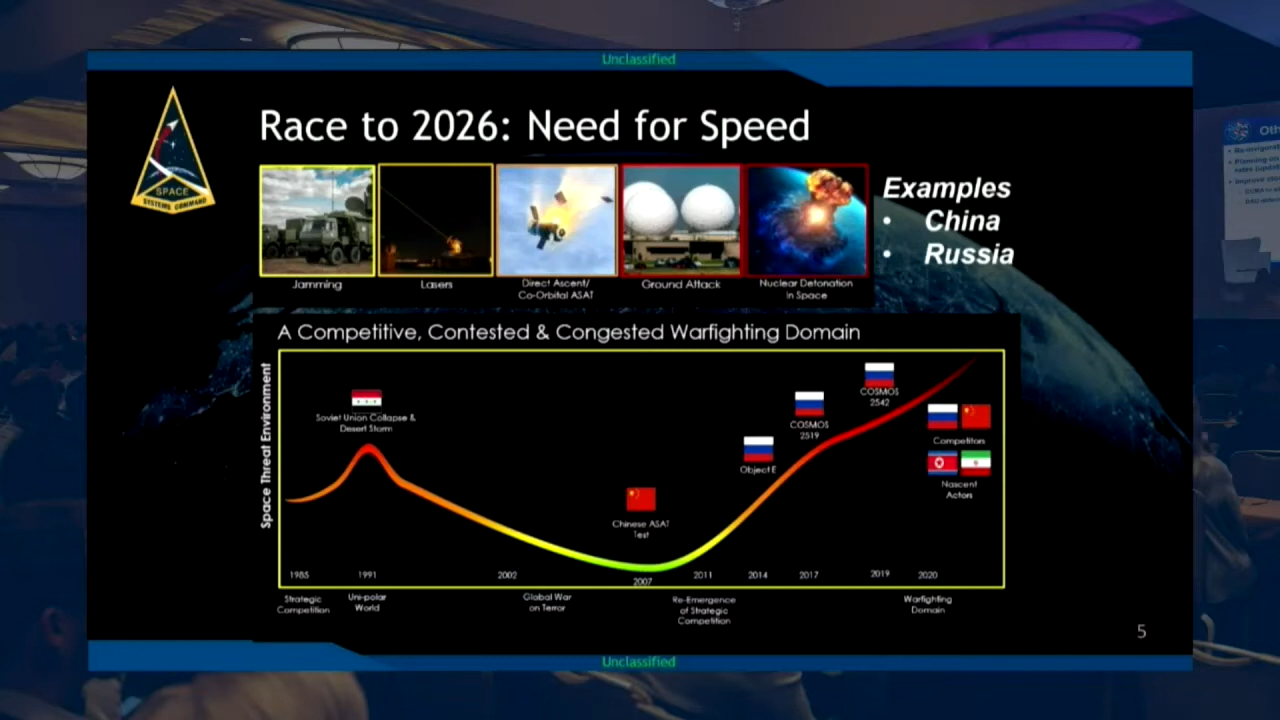 Unclassified
SPACE
SYSTEMS COMMAND
Race to 2026: Need for Speed
Jamming
Lasers
Direct Ascent/
Co-Orbital ASAT
Ground Attack
Nuclear Detonation
In Space
Examples
• China
• Russia
A Competitive, Contested & Congested Warfighting Domain
Space Threat Environment
Soviet Union Collapse &
Desert Storm
Chinese ASAT
Test
Object E
COSMOS
2519
COSMOS
2542
Competitors
Nascent
Actors
1985
1991
2002
2007
2011
2014
2017
2019
2020
Strategic
Competition
Uni-polar
World
Global War
on Terror
Re-Emergence
of Strategic
Competition
Warfighting
Domain
5
Unclassified